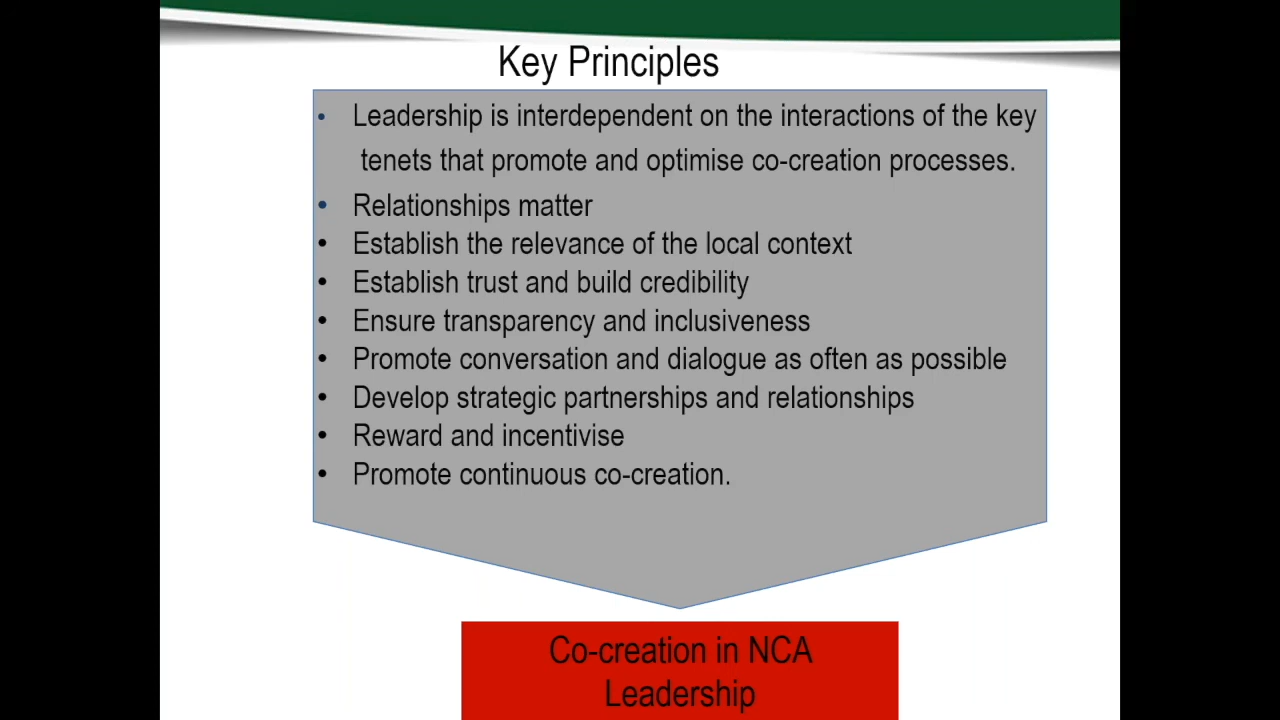 Key Principles
• Leadership is interdependent on the interactions of the key
tenets that promote and optimise co-creation processes.
• Relationships matter
• Establish the relevance of the local context
• Establish trust and build credibility
• Ensure transparency and inclusiveness
• Promote conversation and dialogue as often as possible
• Develop strategic partnerships and relationships
• Reward and incentivise
• Promote continuous co-creation.
Co-creation in NCA
Leadership